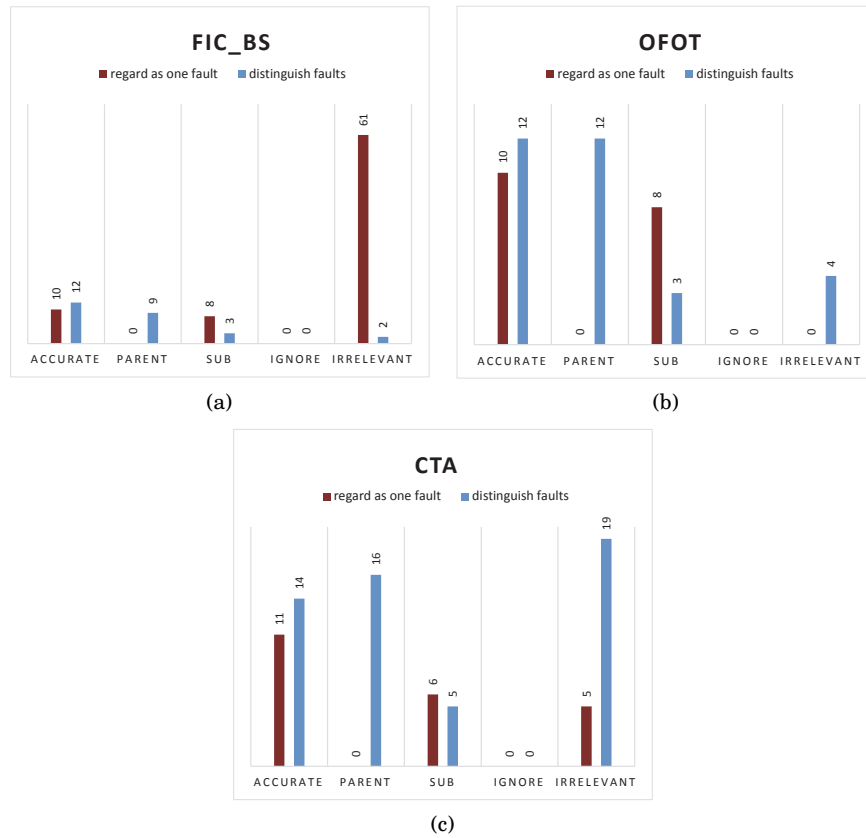 FIC_BS
regard as one fault distinguish faults
10 12 0 9 8 3 0 0 61 2
ACCURATE PARENT SUB IGNORE IRRELEVANT
(a)
OFOT
regard as one fault distinguish faults
10 12 0 12 8 3 0 0 0 4
ACCURATE PARENT SUB IGNORE IRRELEVANT
(b)
CTA
regard as one fault distinguish faults
11 14 0 16 6 5 0 0 5 19
ACCURATE PARENT SUB IGNORE IRRELEVANT
(c)